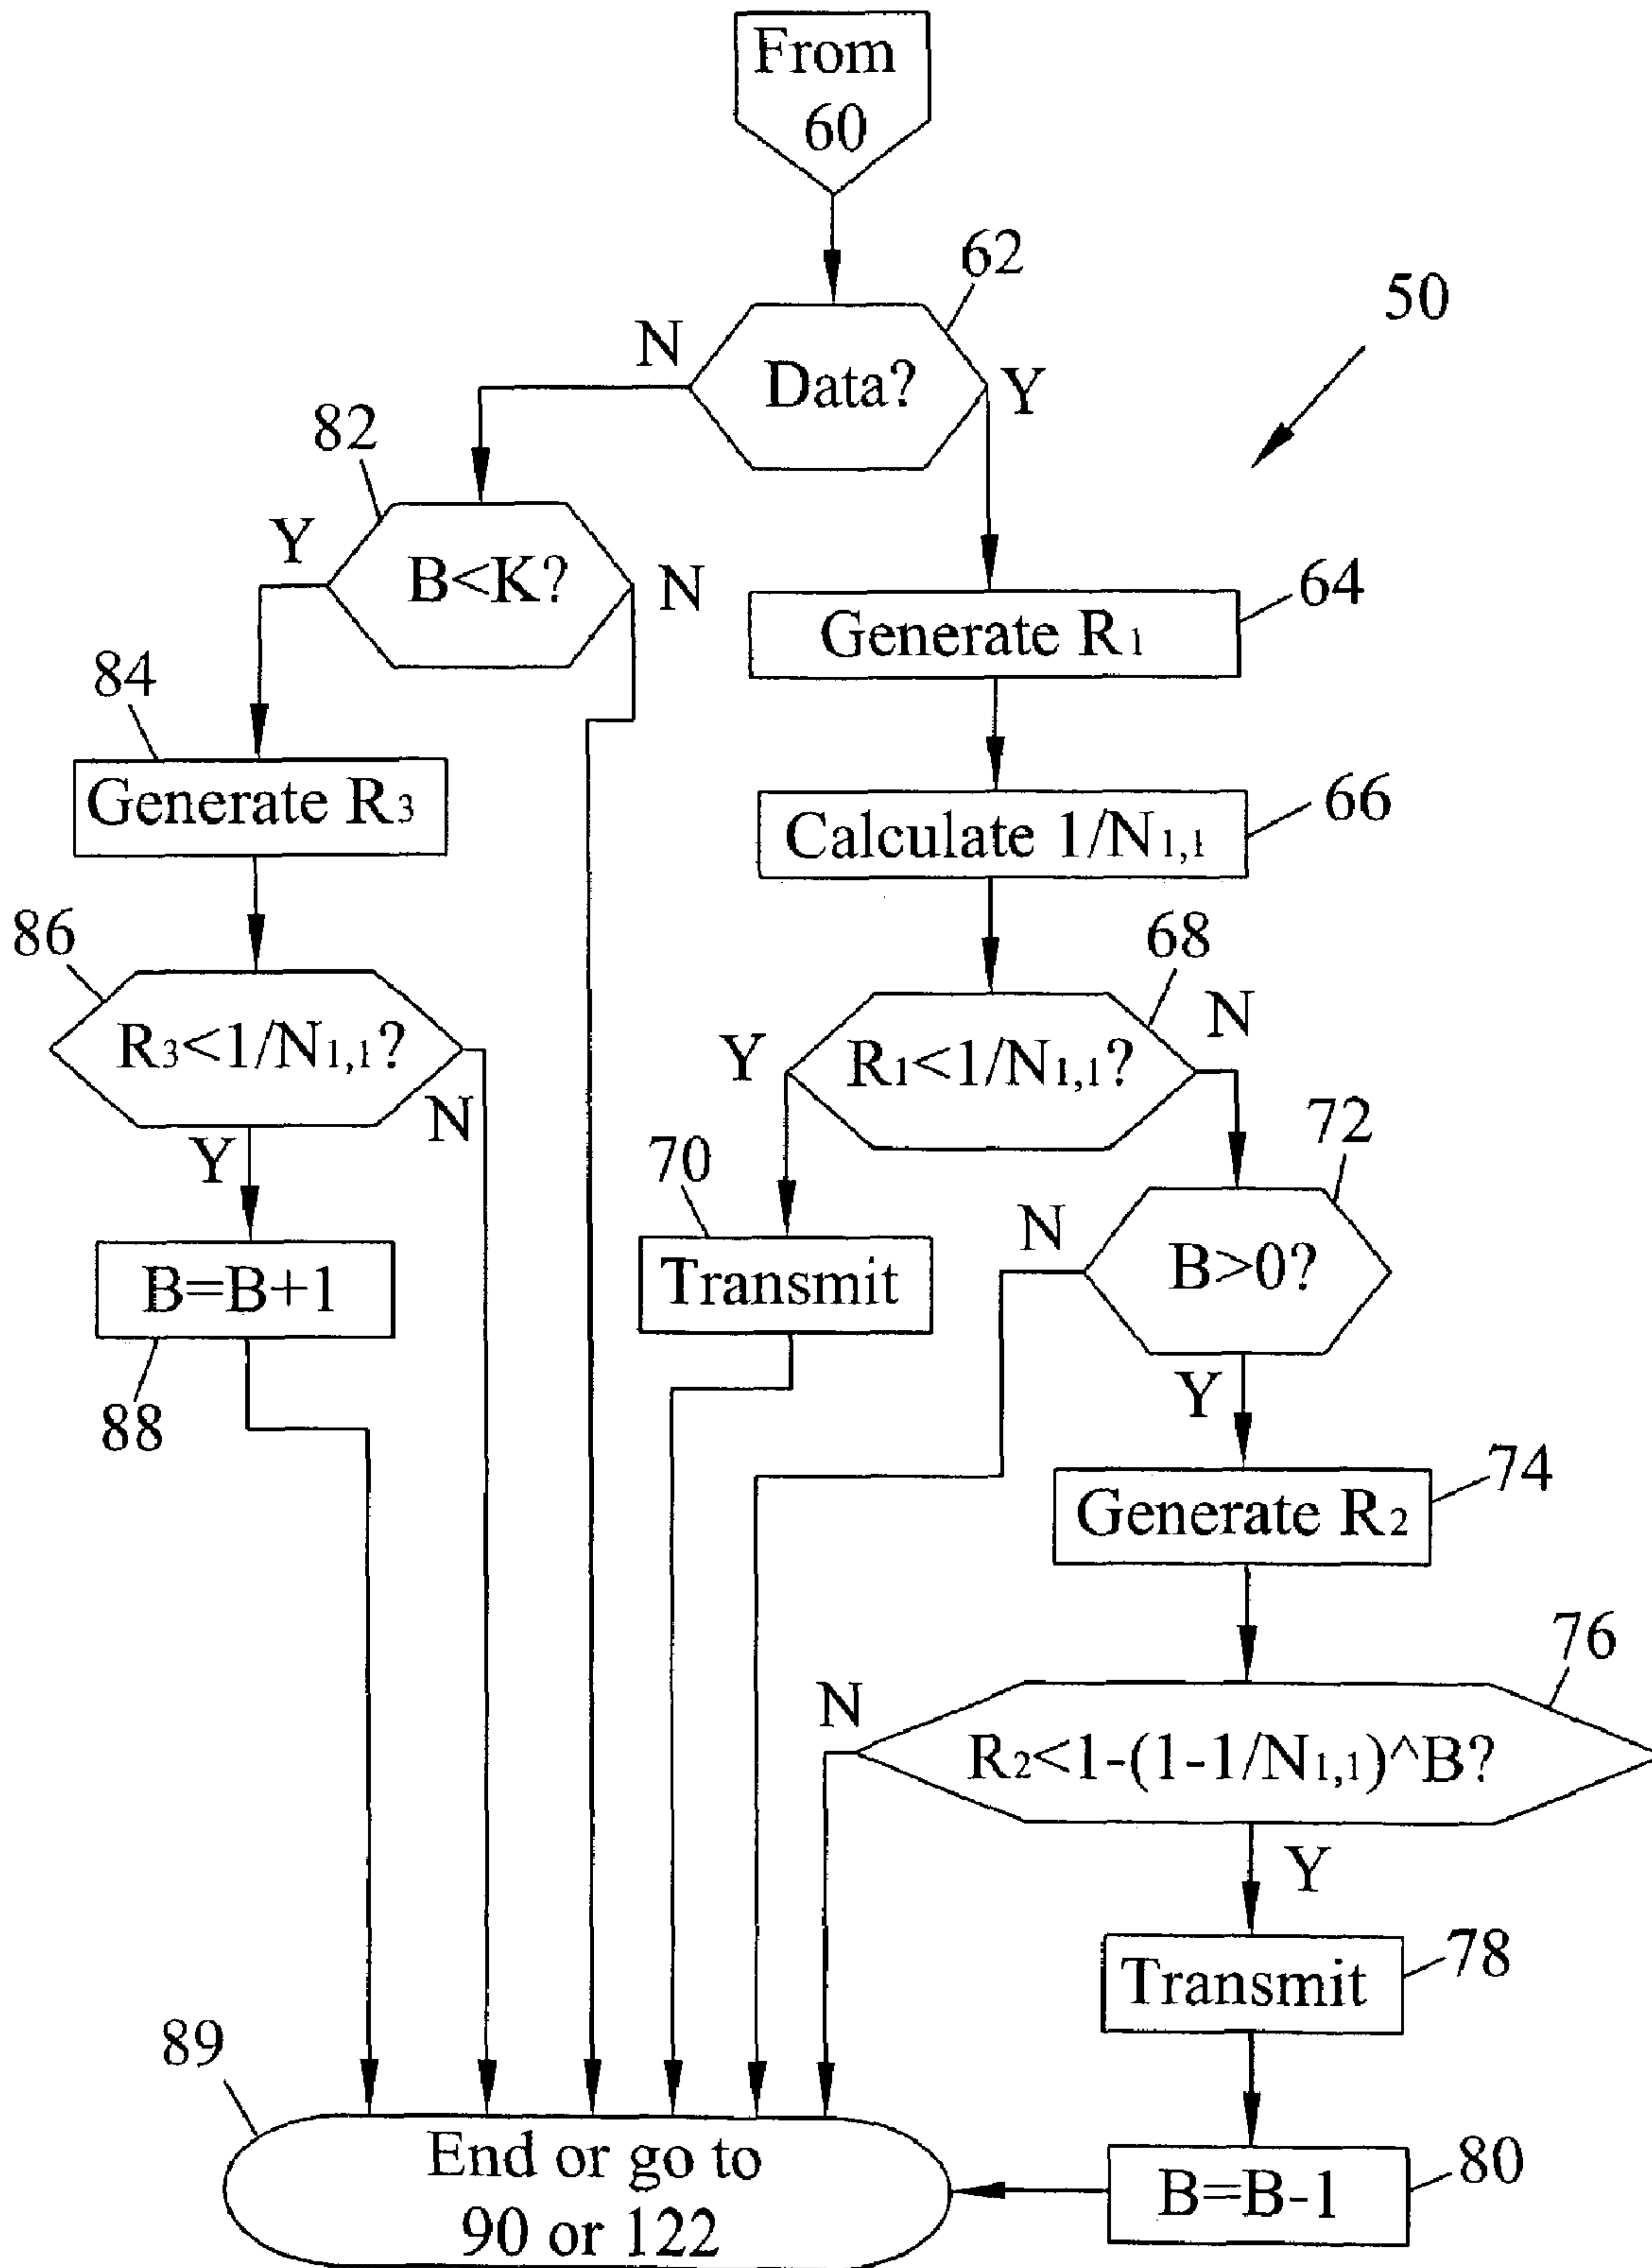 From
60
62
50
N
Data?
Y
82
Y
B<K?
N
64
Generate R1
84
Generate R3
66
Calculate 1/N1,1
86
R3<1/N1,1?
N
Y
68
Y
R1<1/N1,1?
N
72
70
Transmit
N
B>0?
B=B+1
88
Y
74
Generate R2
76
N
R2<1-(1-1/N1,1)^B?
Y
78
Transmit
89
End or go to
90 or 122
80
B=B-1